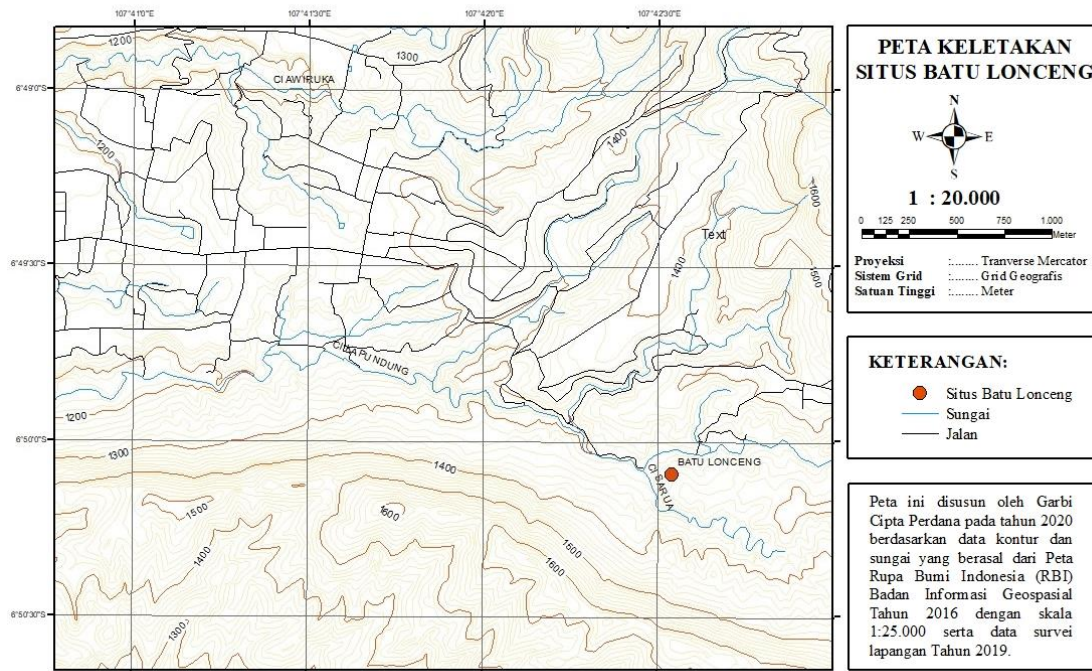 107°41'0"E
107°41'30"E
107°42'0"E
107°42'30"E
6°49'0"S
6°49'30"S
6°50'0"S
6°50'30"S
1200
1300
CI AWIRUKA
1400
1200
1600
Text
1400
1500
CIKAPUNDUNG
1200
1300
1400
BATU LONCENG
CI SARUA
1500
1600
1500
1400
1600
1300
PETA KELETAKAN
SITUS BATU LONCENG
N
W
E
S
1 : 20.000
0 125 250 500 750 1.000
Meter
Proyeksi :....... Tranverse Mercator
Sistem Grid :....... Grid Geografis
Satuan Tinggi :....... Meter
KETERANGAN:
Situs Batu Lonceng
Sungai
Jalan
Peta ini disusun oleh Garbi
Cipta Perdana pada tahun 2020
berdasarkan data kontur dan
sungai yang berasal dari Peta
Rupa Bumi Indonesia (RBI)
Badan Informasi Geospasial
Tahun 2016 dengan skala
1:25.000 serta data survei
lapangan Tahun 2019.